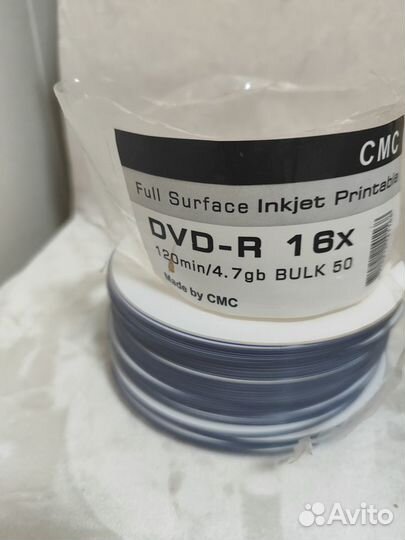 CMC
Full Surface Inkjet Printable
DVD-R 16x
120min/4.7gb BULK 50
Made by CMC
Avito